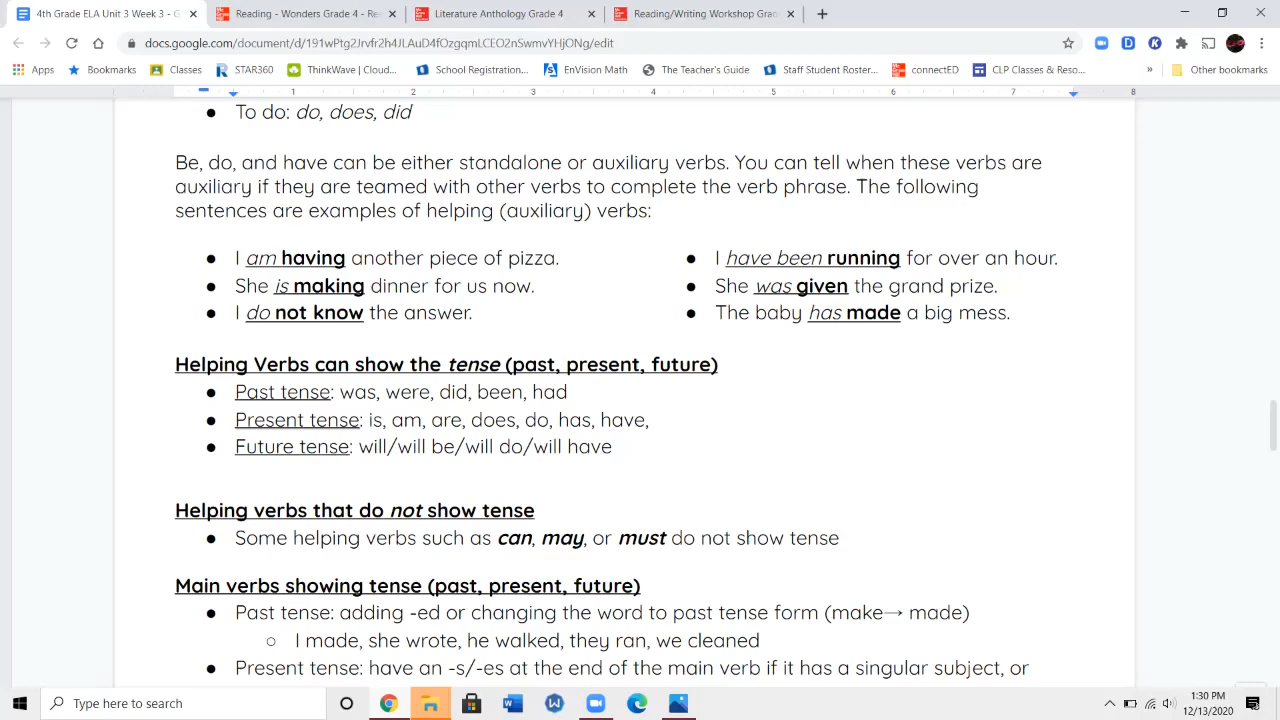 4th Grade ELA Unit 3 Week 3 - G
Reading - Wonders Grade 4 - Re
Literature Anthology Grade 4
Reading/Writing Workshop Grad
docs.google.com/document/d/191wPtg2Jrvfr2h4JLAuD4fOzgqmLCEO2nSwmvYHjONg/edit
Apps Bookmarks Classes STAR360 ThinkWave | Cloud... School Registration... EnVision Math The Teacher's Guide Staff Student Roster... connectED CLP Classes & Reso... » Other bookmarks
1 2 3 4 5 6 7 8
● To do: do, does, did
Be, do, and have can be either standalone or auxiliary verbs. You can tell when these verbs are
auxiliary if they are teamed with other verbs to complete the verb phrase. The following
sentences are examples of helping (auxiliary) verbs:
● I am having another piece of pizza.
● She is making dinner for us now.
● I do not know the answer.
● I have been running for over an hour.
● She was given the grand prize.
● The baby has made a big mess.
Helping Verbs can show the tense (past, present, future)
● Past tense: was, were, did, been, had
● Present tense: is, am, are, does, do, has, have,
● Future tense: will/will be/will do/will have
Helping verbs that do not show tense
● Some helping verbs such as can, may, or must do not show tense
Main verbs showing tense (past, present, future)
● Past tense: adding -ed or changing the word to past tense form (make→ made)
○ I made, she wrote, he walked, they ran, we cleaned
● Present tense: have an -s/-es at the end of the main verb if it has a singular subject, or
Type here to search
1:30 PM
12/13/2020